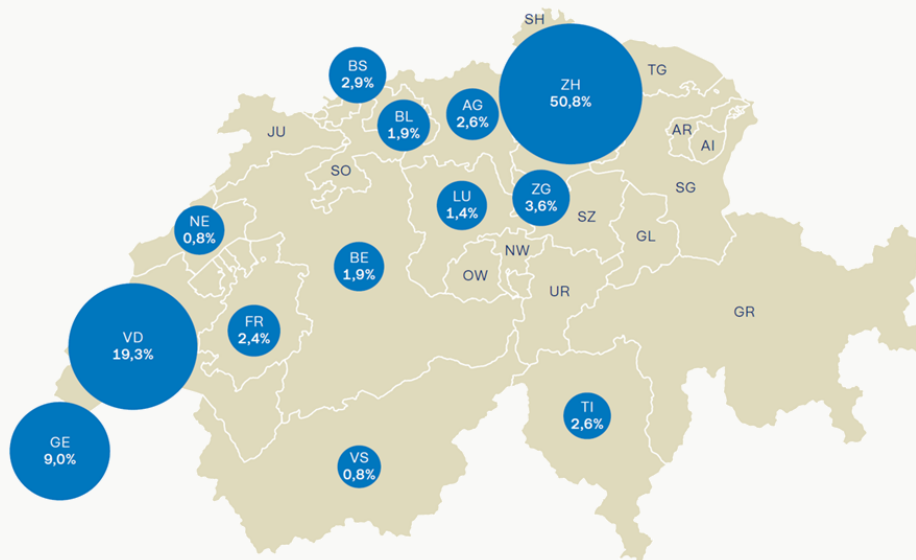 SH
BS
2,9%
ZH
50,8%
TG
AG
2,6%
BL
1,9%
JU
AR
AI
SO
SG
ZG
3,6%
LU
1,4%
SZ
NE
0,8%
GL
NW
BE
1,9%
OW
UR
GR
FR
2,4%
VD
19,3%
TI
2,6%
GE
9,0%
VS
0,8%